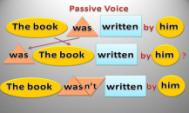 Passive Voice
The book was written by him
was The book written by him ?
The book wasn't written by him